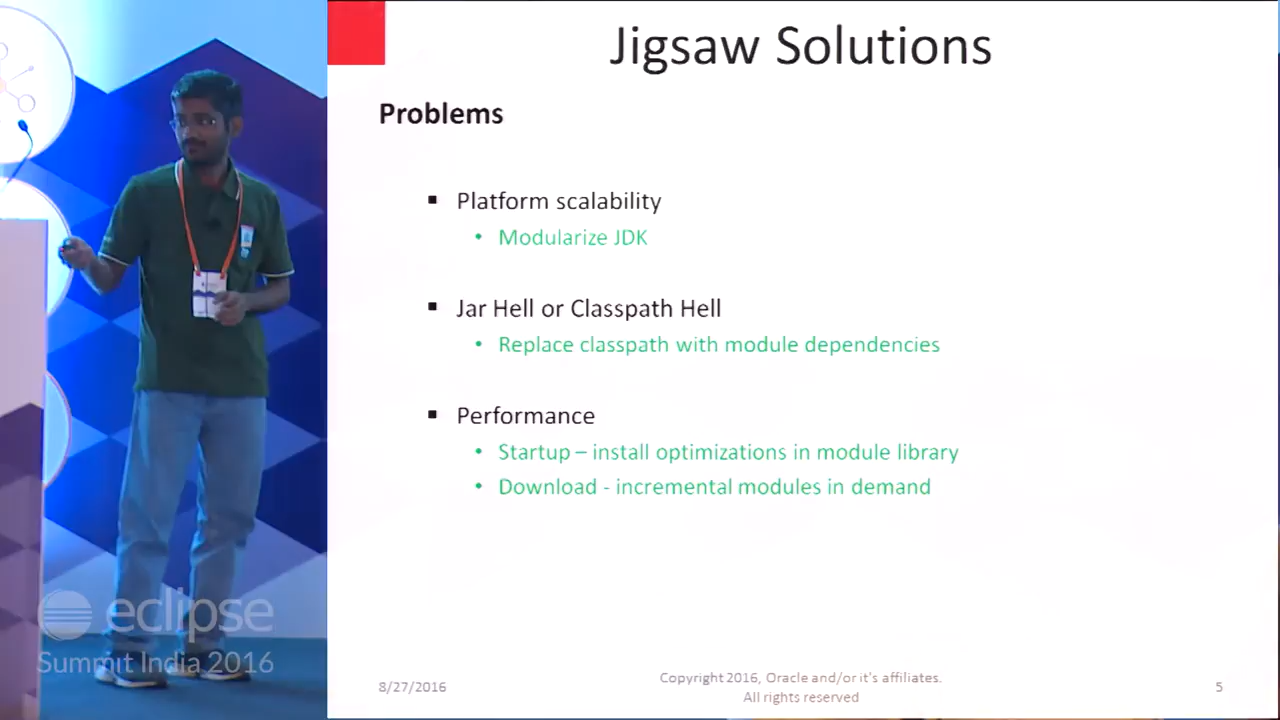 Jigsaw Solutions
Problems
Platform scalability
Modularize JDK
Jar Hell or Classpath Hell
Replace classpath with module dependencies
Performance
Startup – install optimizations in module library
Download - incremental modules in demand
8/27/2016
Copyright 2016, Oracle and/or it's affiliates.
All rights reserved
5
eclipse
Summit India 2016